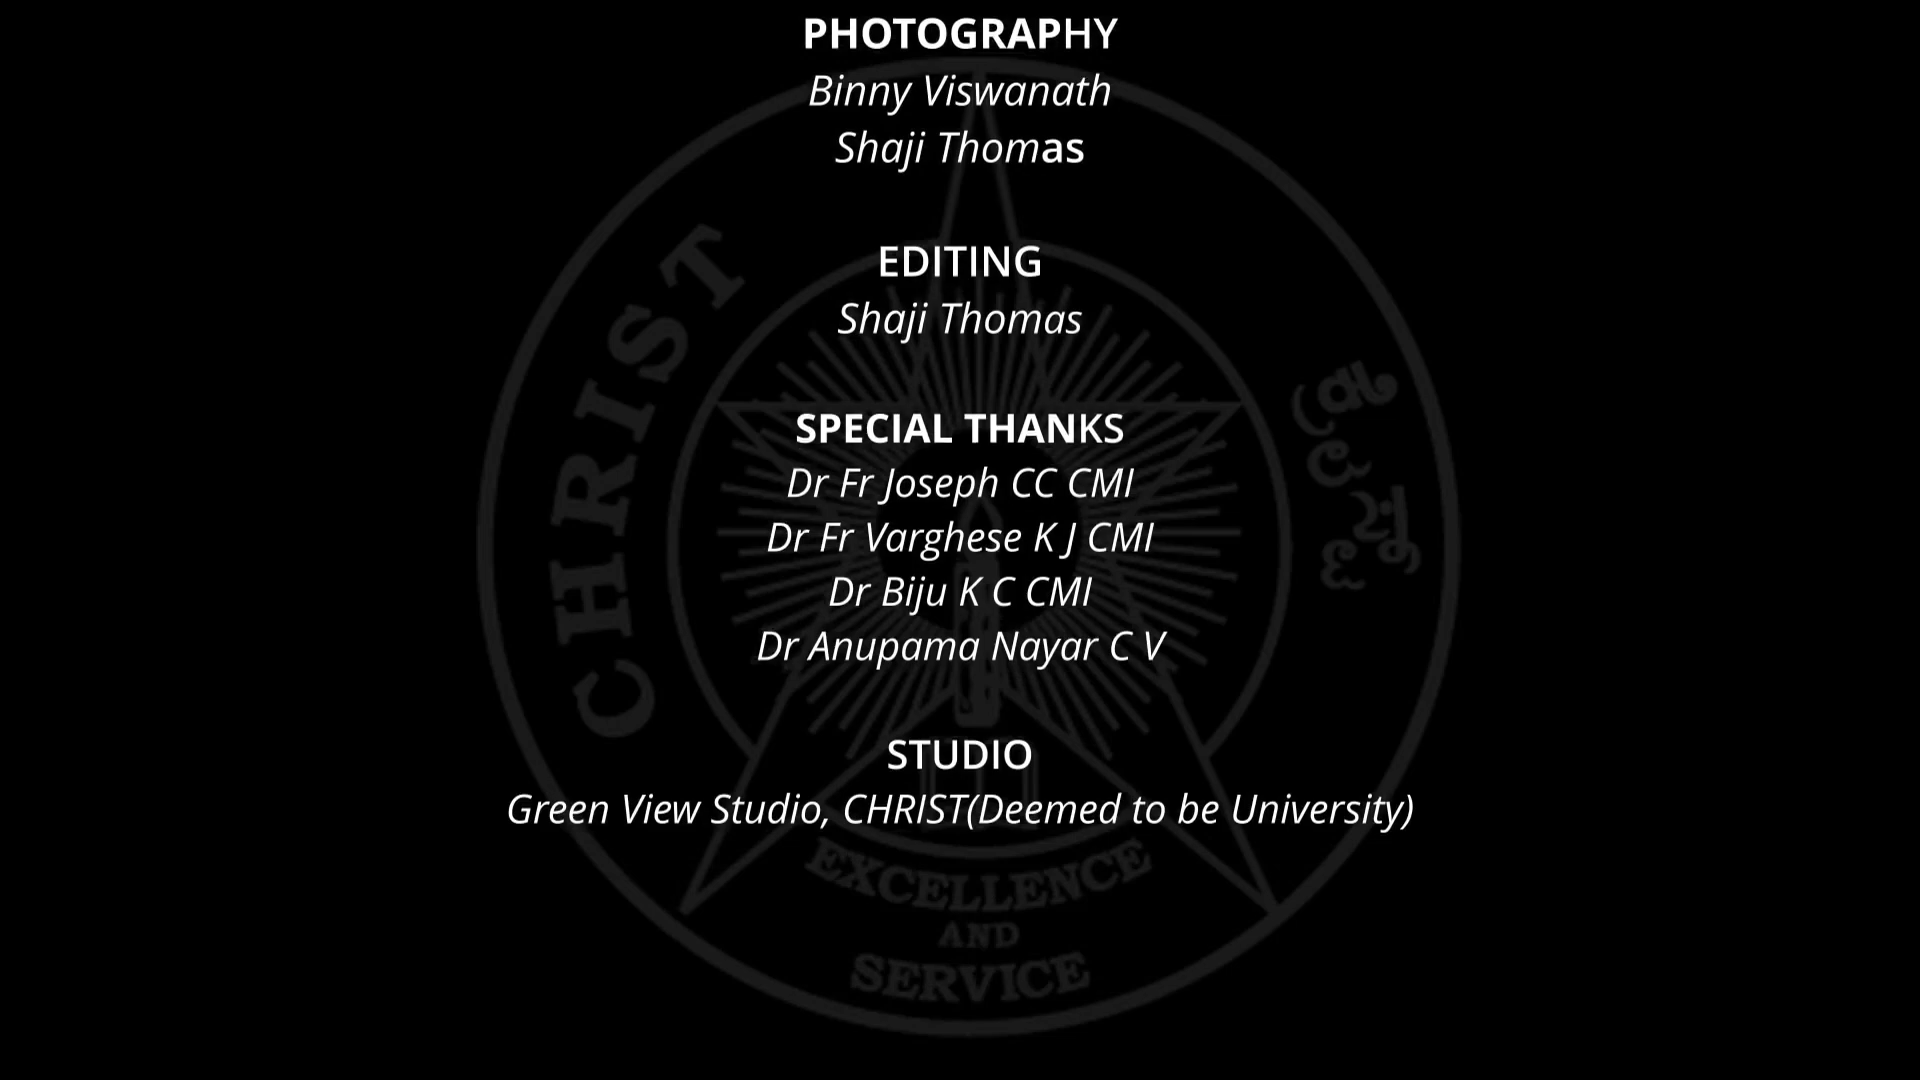 PHOTOGRAPHY
Binny Viswanath
Shaji Thomas
EDITING
Shaji Thomas
SPECIAL THANKS
Dr Fr Joseph CC CMI
Dr Fr Varghese K J CMI
Dr Biju K C CMI
Dr Anupama Nayar C V
STUDIO
Green View Studio, CHRIST(Deemed to be University)
CHRIST
ಕ್ರೈಸ್ಟ್
EXCELLENCE
AND
SERVICE